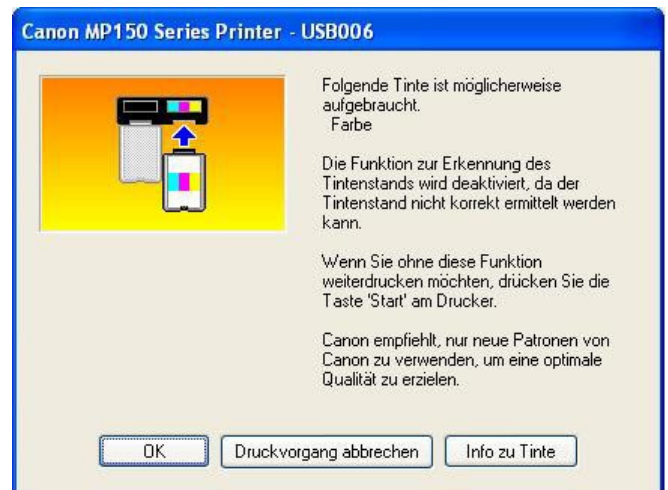 Canon MP150 Series Printer - USB006
Folgende Tinte ist möglicherweise
aufgebraucht.
Farbe
Die Funktion zur Erkennung des
Tintenstands wird deaktiviert, da der
Tintenstand nicht korrekt ermittelt werden
kann.
Wenn Sie ohne diese Funktion
weiterdrucken möchten, drücken Sie die
Taste 'Start' am Drucker.
Canon empfiehlt, nur neue Patronen von
Canon zu verwenden, um eine optimale
Qualität zu erzielen.
OK Druckvorgang abbrechen Info zu Tinte